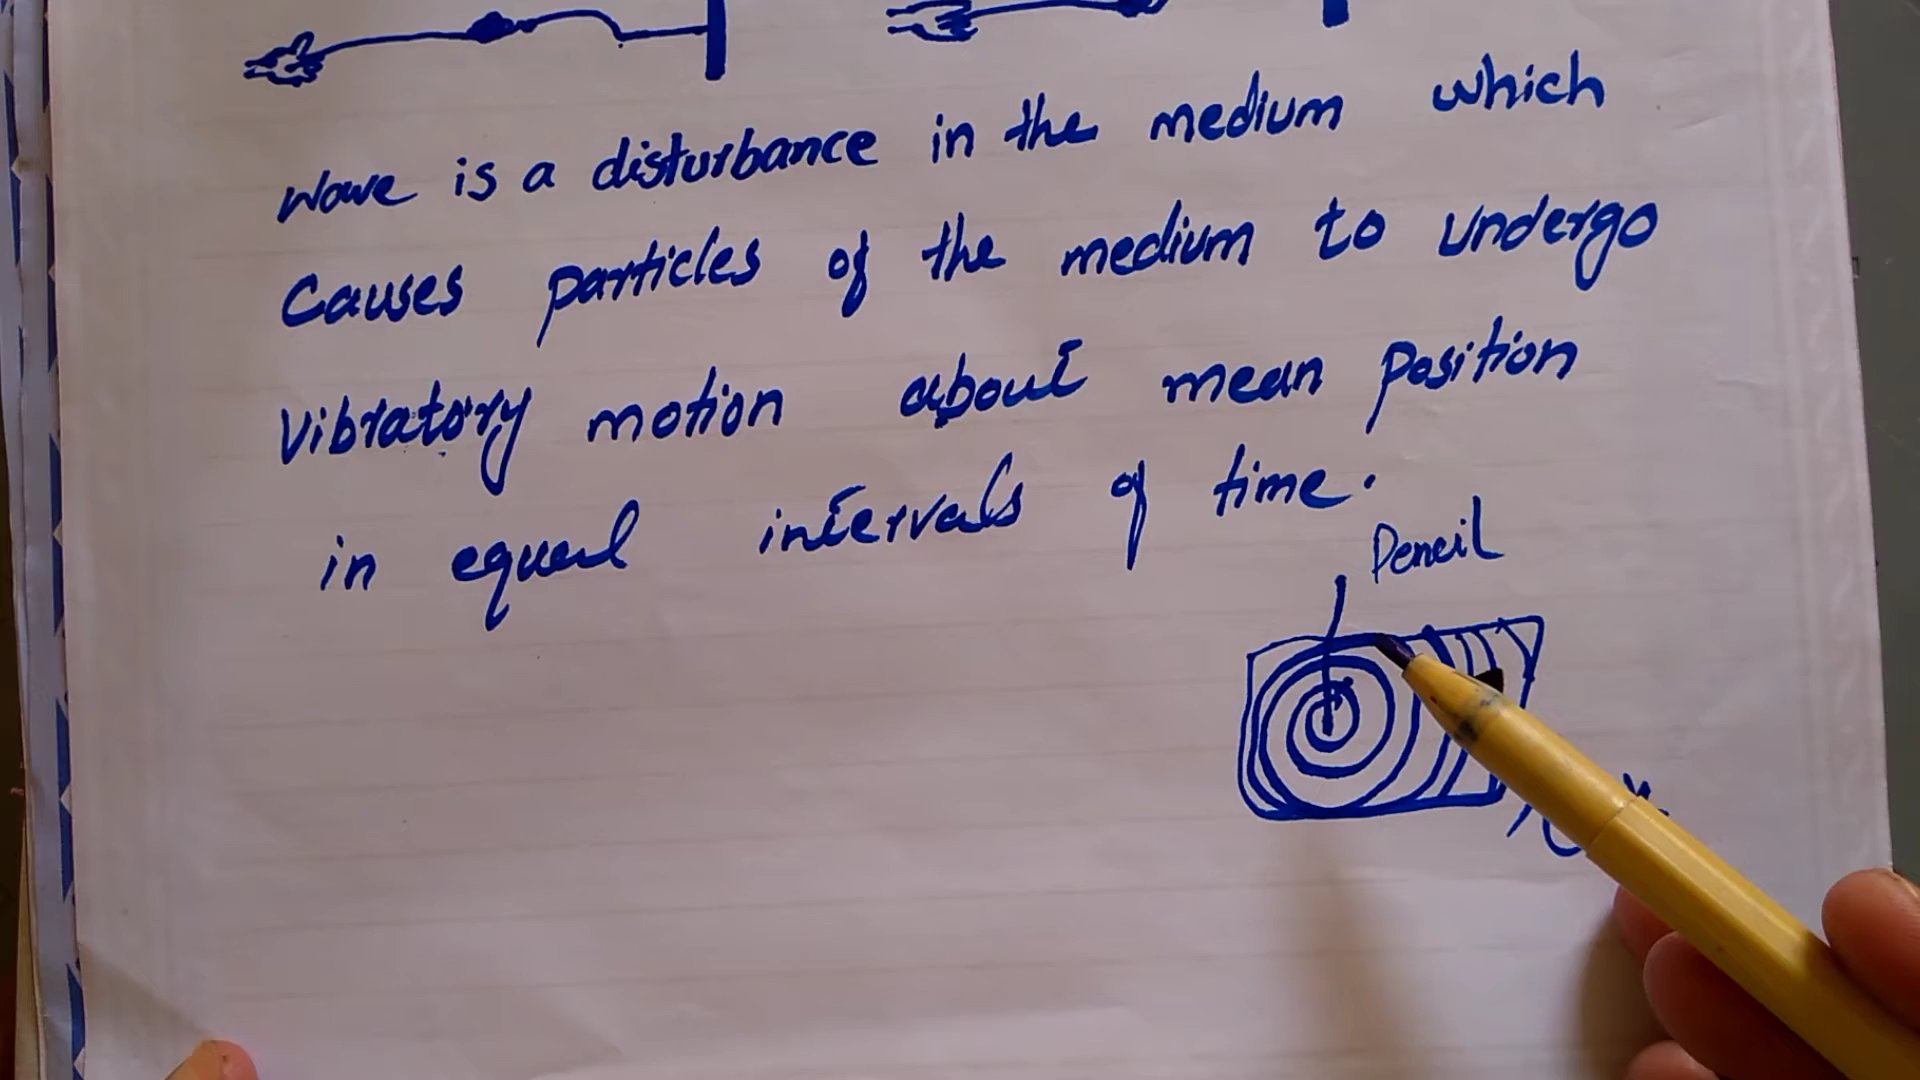 Wave is a disturbance in the medium which
Causes particles of the medium to undergo
Vibratory motion about mean position
in equal intervals of time.
Pencil